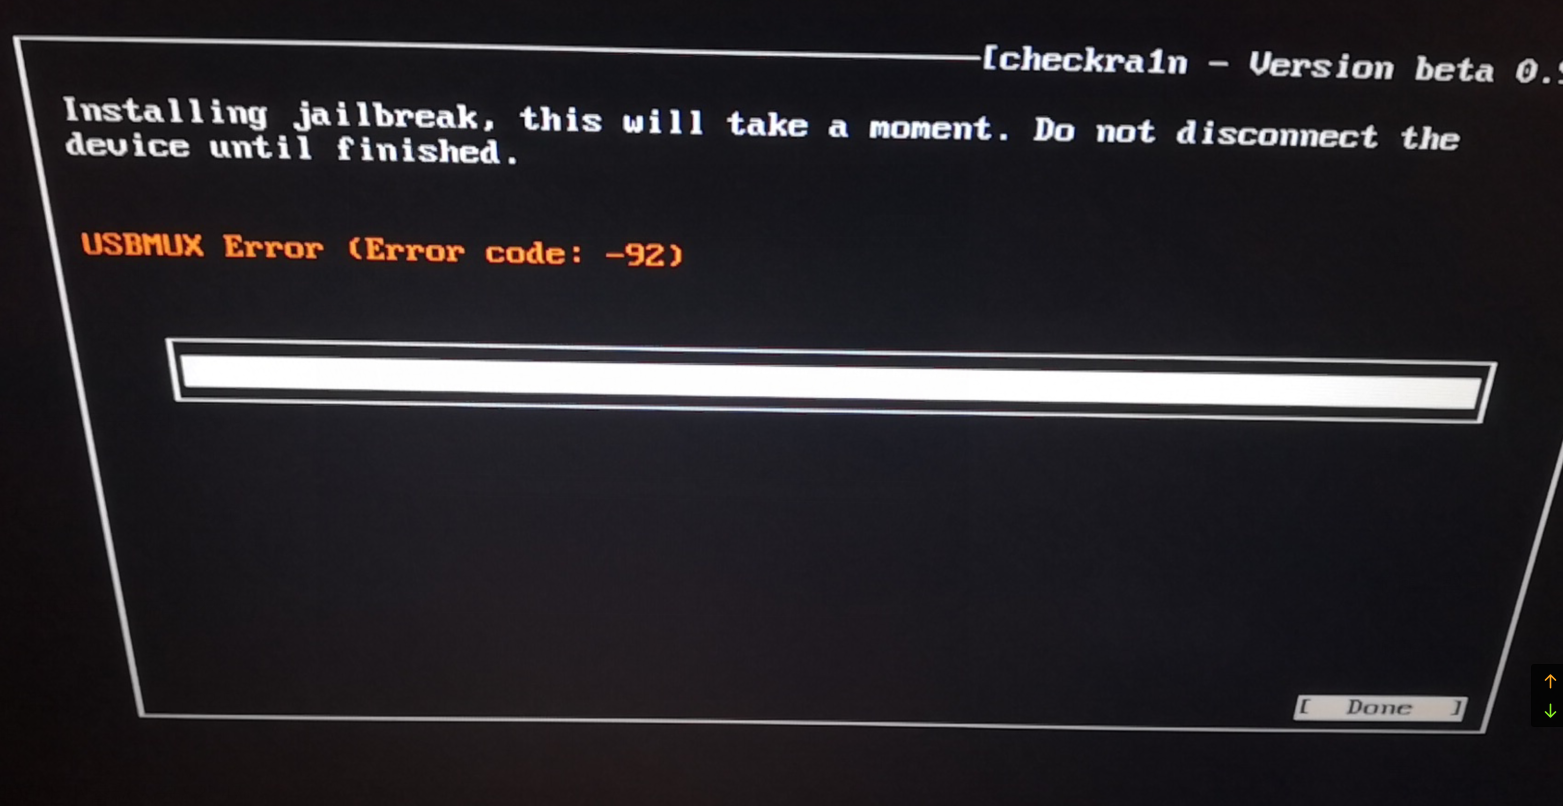 [checkra1n - Version beta 0.9
Installing jailbreak, this will take a moment. Do not disconnect the
device until finished.
USBMUX Error (Error code: -92)
[ Done ]